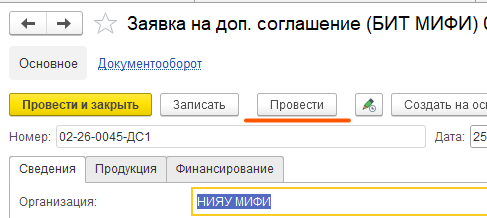 Заявка на доп. соглашение (БИТ МИФИ)
Основное Документооборот
Провести и закрыть Записать Провести Создать на
Номер: 02-26-0045-ДС1 Дата: 25
Сведения Продукция Финансирование
Организация: НИЯУ МИФИ